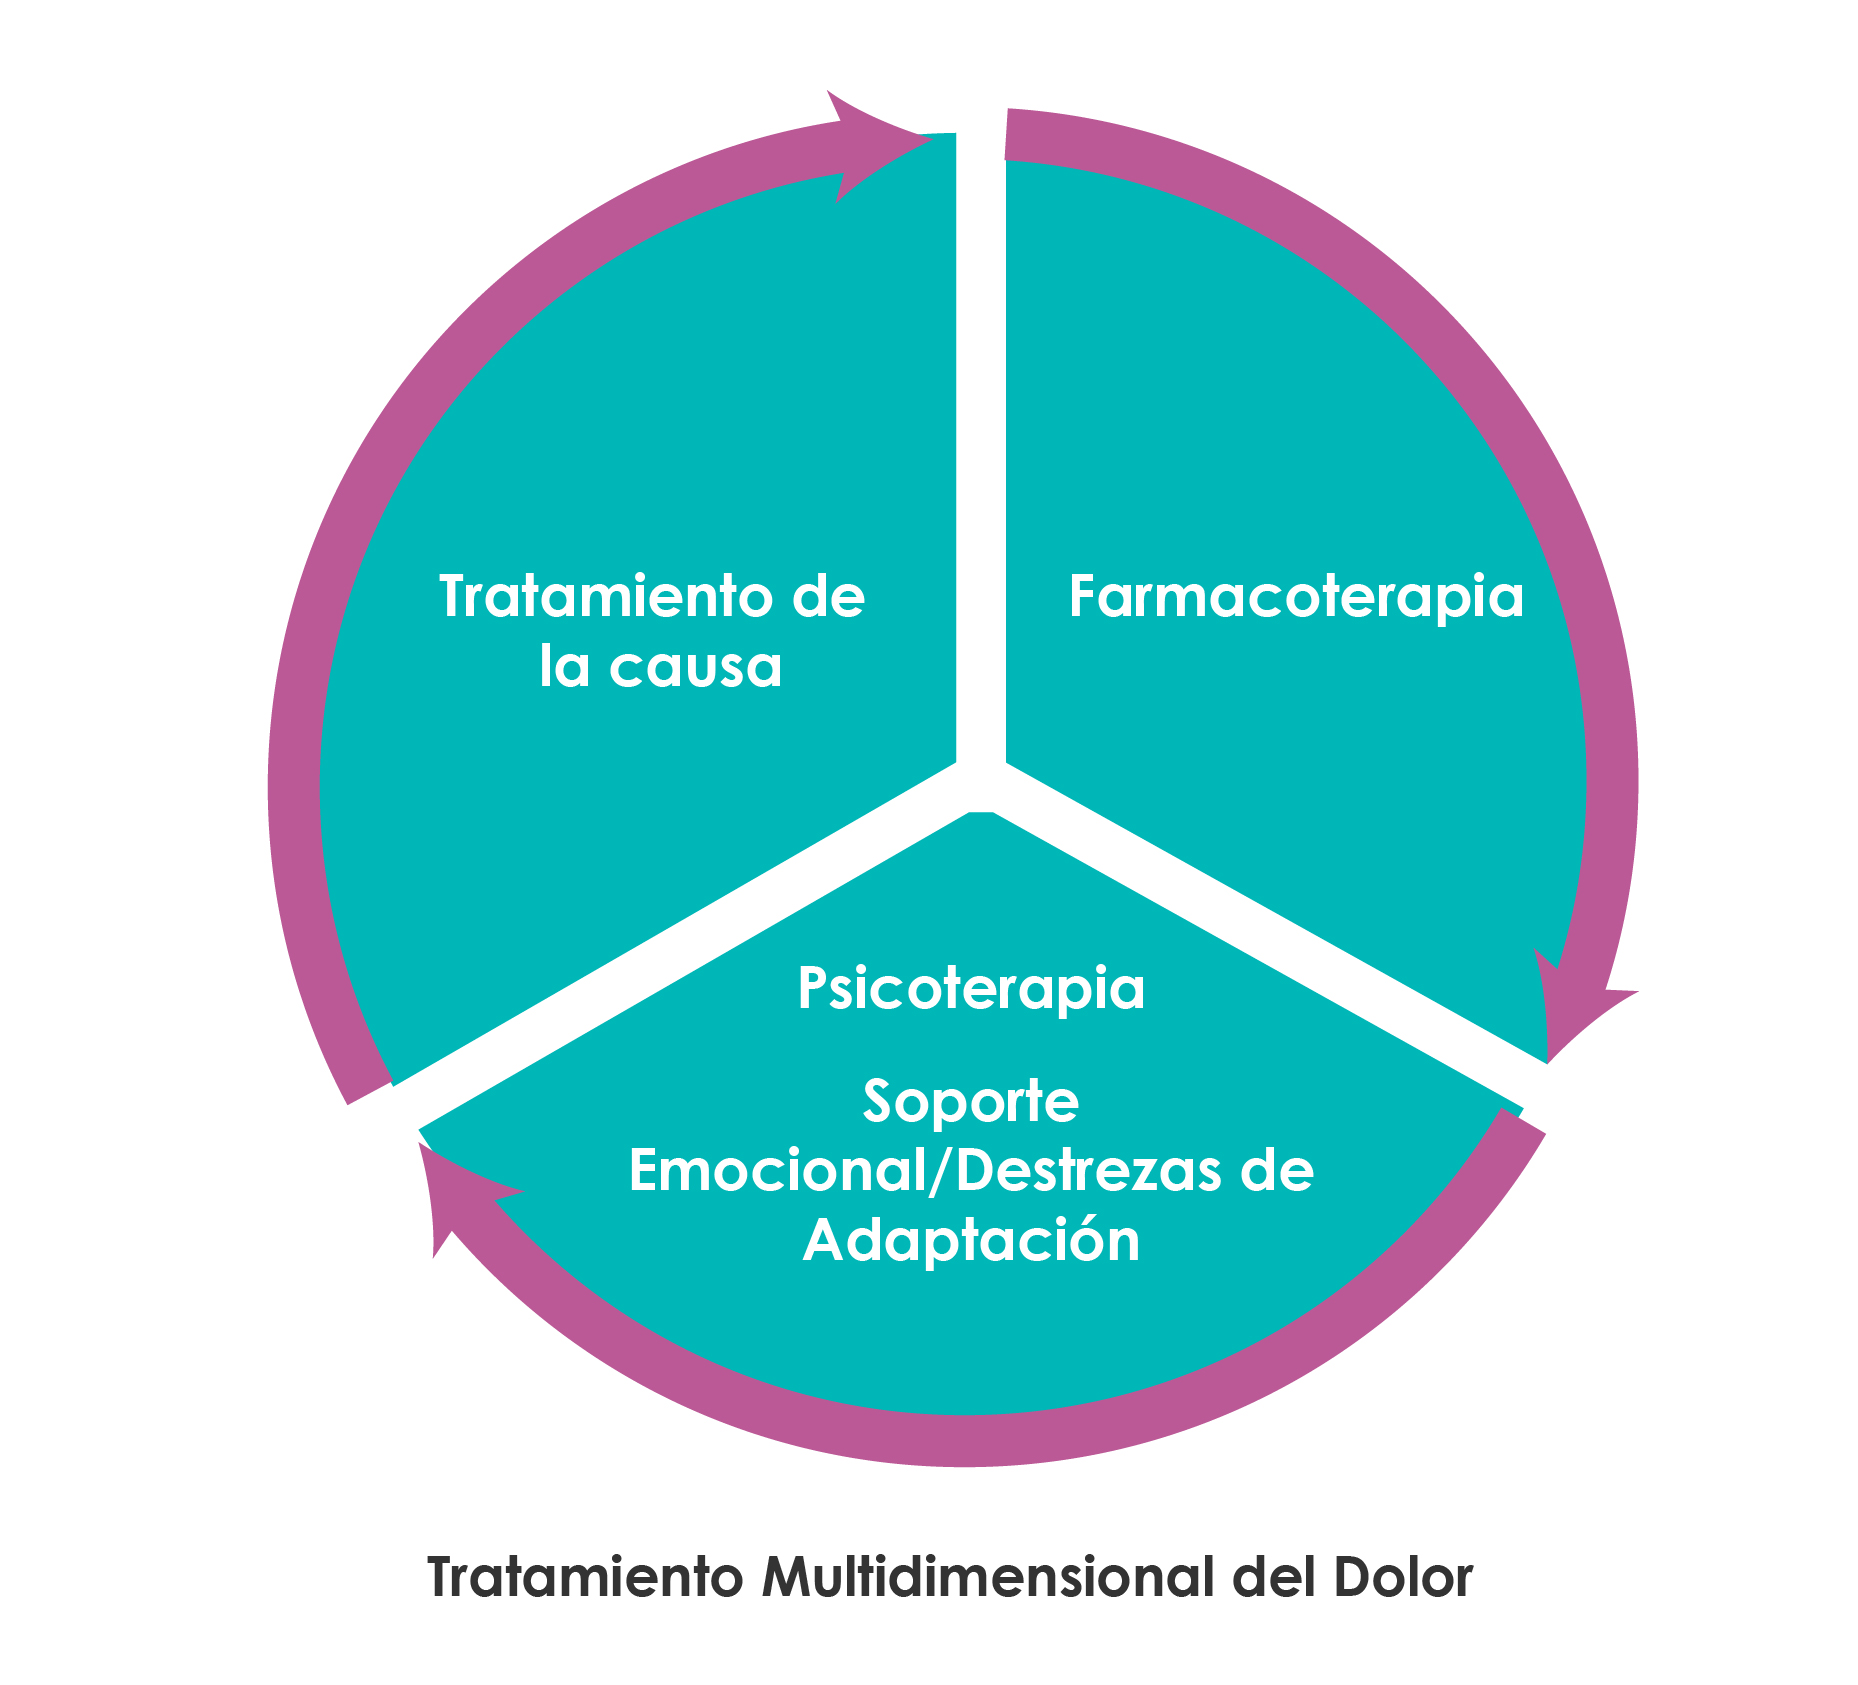 Tratamiento de
la causa
Farmacoterapia
Psicoterapia
Soporte
Emocional/Destrezas de
Adaptación
Tratamiento Multidimensional del Dolor